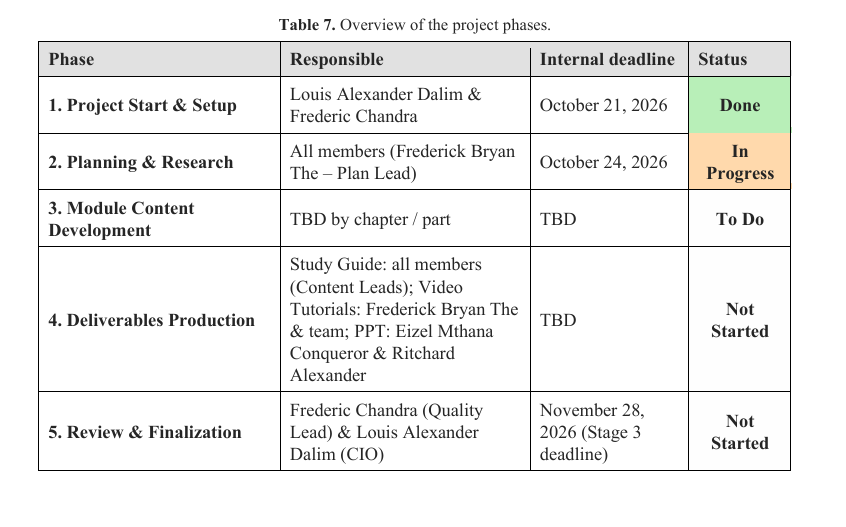 Table 7. Overview of the project phases.
Phase Responsible Internal deadline Status
1. Project Start & Setup
Louis Alexander Dalim &
Frederic Chandra
October 21, 2026
Done
2. Planning & Research
All members (Frederick Bryan
The – Plan Lead)
October 24, 2026
In
Progress
3. Module Content
Development
TBD by chapter / part
TBD
To Do
4. Deliverables Production
Study Guide: all members
(Content Leads); Video
Tutorials: Frederick Bryan The
& team; PPT: Eizel Mthana
Conqueror & Ritchard
Alexander
TBD
Not
Started
5. Review & Finalization
Frederic Chandra (Quality
Lead) & Louis Alexander
Dalim (CIO)
November 28,
2026 (Stage 3
deadline)
Not
Started